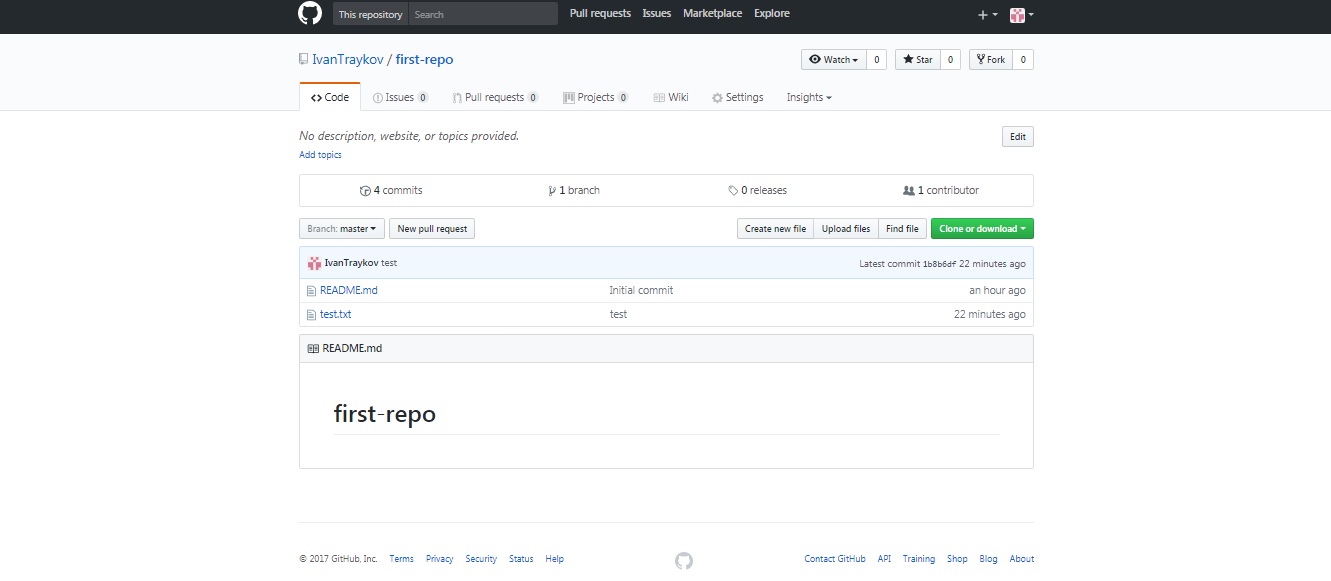 This repository Search Pull requests Issues Marketplace Explore
IvanTraykov / first-repo Watch 0 Star 0 Fork 0
Code Issues 0 Pull requests 0 Projects 0 Wiki Settings Insights
No description, website, or topics provided. Edit
Add topics
4 commits 1 branch 0 releases 1 contributor
Branch: master New pull request Create new file Upload files Find file Clone or download
IvanTraykov test Latest commit 1b8b6df 22 minutes ago
README.md Initial commit an hour ago
test.txt test 22 minutes ago
README.md
first-repo
© 2017 GitHub, Inc. Terms Privacy Security Status Help Contact GitHub API Training Shop Blog About